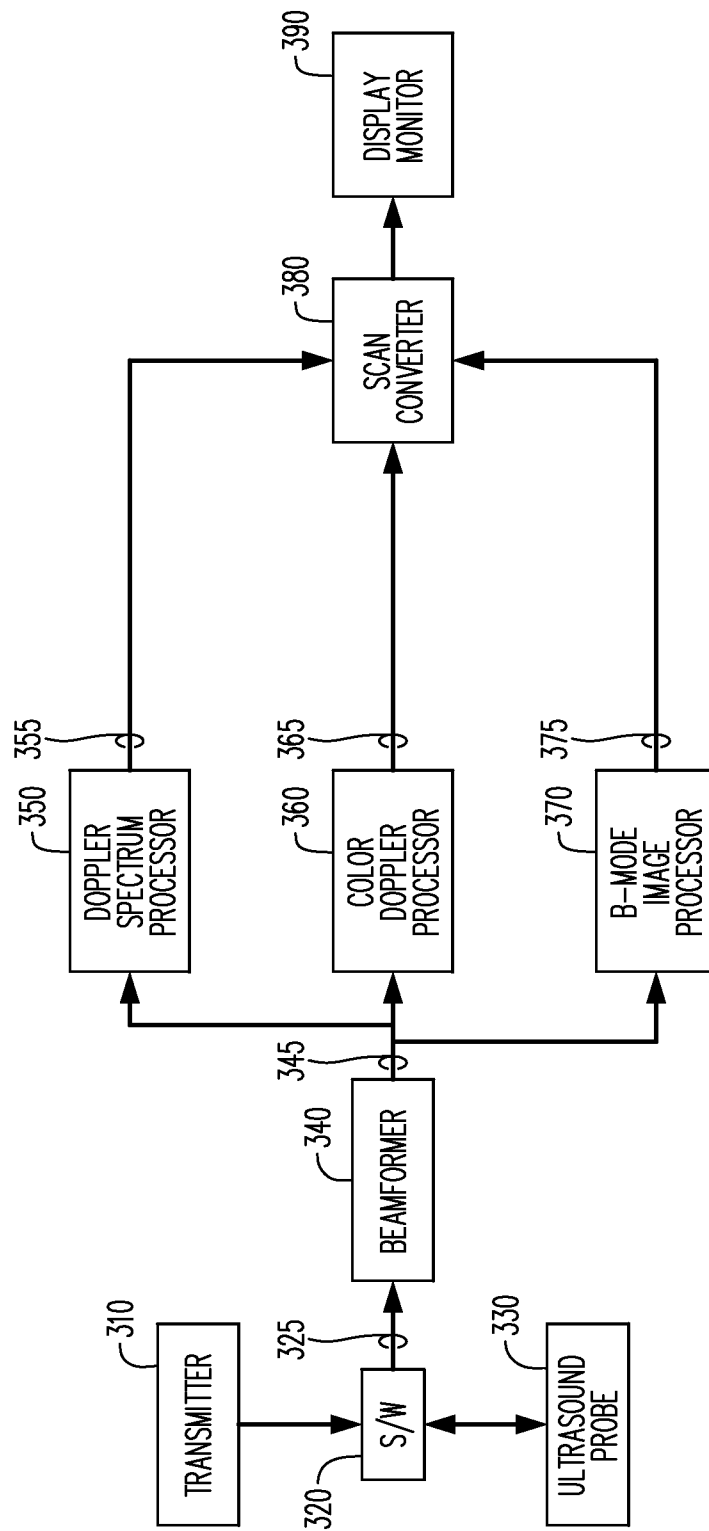 310
TRANSMITTER
320
S/W
325
330
ULTRASOUND
PROBE
340
BEAMFORMER
345
350
DOPPLER
SPECTRUM
PROCESSOR
355
360
COLOR
DOPPLER
PROCESSOR
365
370
B-MODE
IMAGE
PROCESSOR
375
380
SCAN
CONVERTER
390
DISPLAY
MONITOR